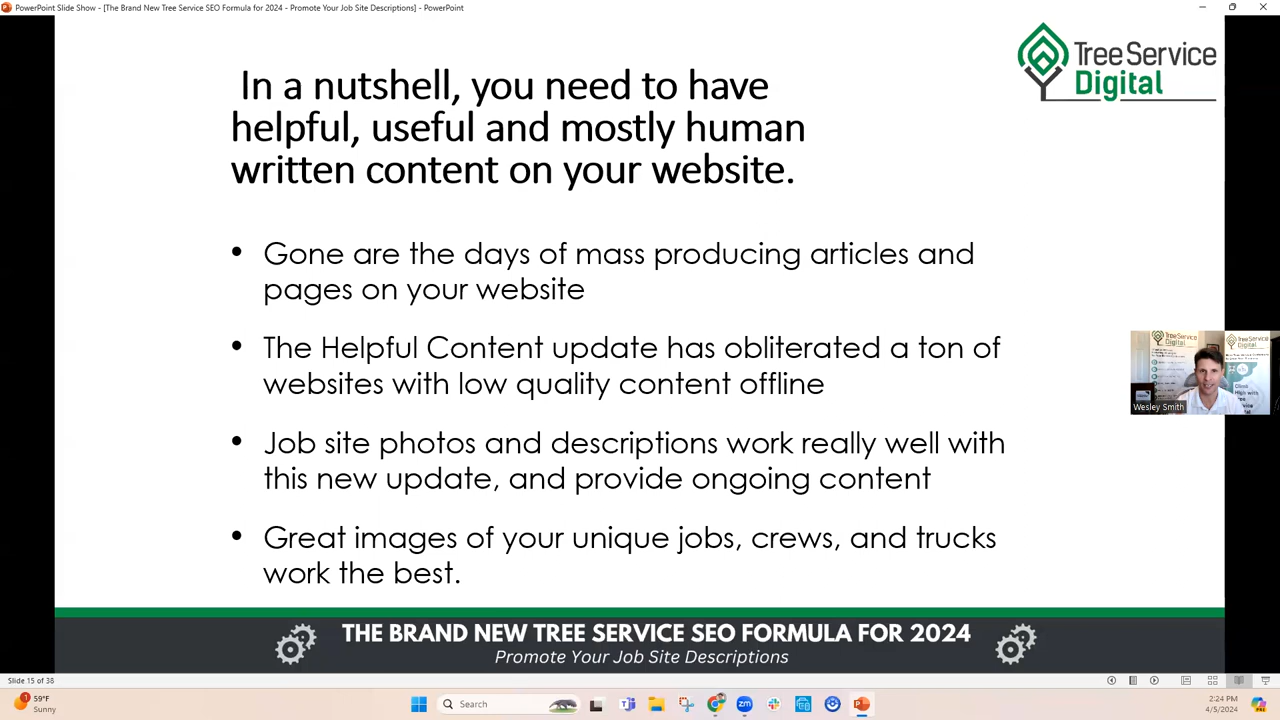 PowerPoint Slide Show - [The Brand New Tree Service SEO Formula for 2024 - Promote Your Job Site Descriptions] - PowerPoint
Tree Service
Digital
In a nutshell, you need to have
helpful, useful and mostly human
written content on your website.
• Gone are the days of mass producing articles and
pages on your website
• The Helpful Content update has obliterated a ton of
websites with low quality content offline
• Job site photos and descriptions work really well with
this new update, and provide ongoing content
• Great images of your unique jobs, crews, and trucks
work the best.
TreeService
Digital
Wesley Smith
THE BRAND NEW TREE SERVICE SEO FORMULA FOR 2024
Promote Your Job Site Descriptions
Slide 15 of 38
1
59°F
Sunny
Search
zm
2:24 PM
4/5/2024